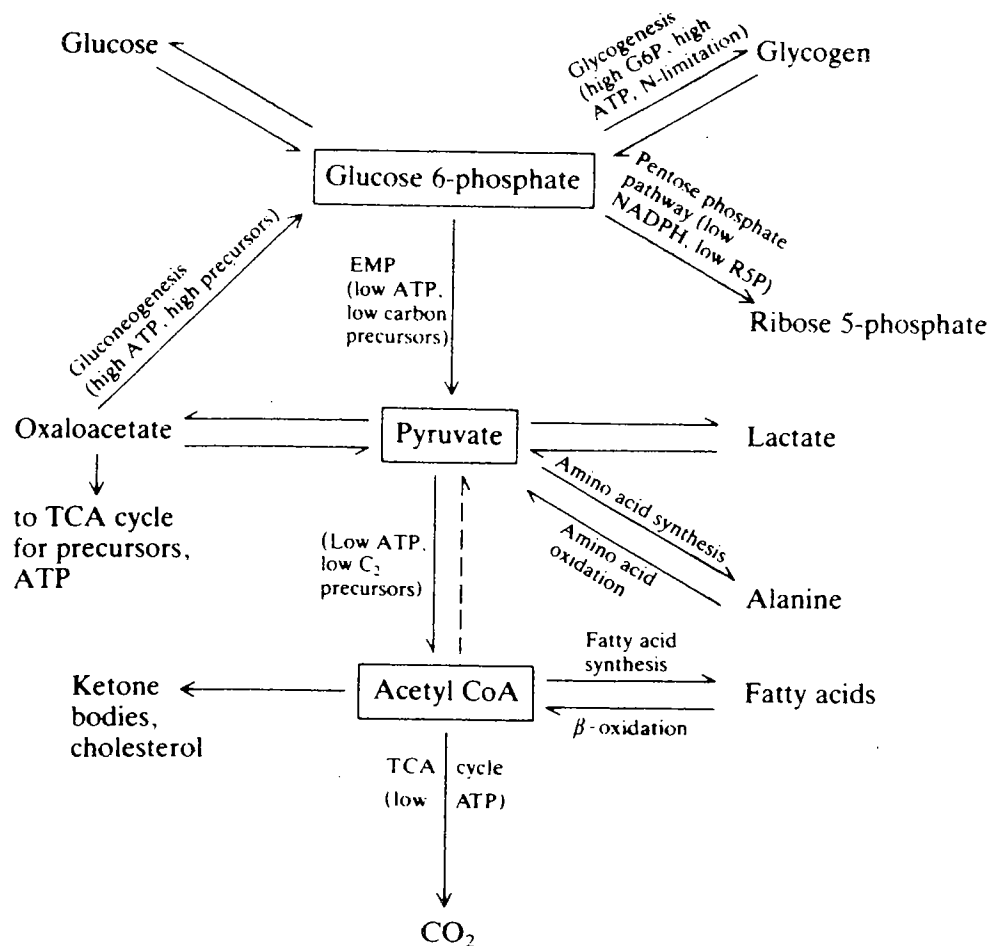 Glucose
Glycogenesis
(high G6P, high
ATP, N-limitation)
Glycogen
Glucose 6-phosphate
Pentose phosphate
pathway (low
NADPH, low R5P)
Ribose 5-phosphate
Gluconeogenesis
(high ATP, high precursors)
EMP
(low ATP,
low carbon
precursors)
Oxaloacetate
Pyruvate
Lactate
to TCA cycle
for precursors,
ATP
(Low ATP,
low C₂
precursors)
Amino acid synthesis
Amino acid
oxidation
Alanine
Ketone
bodies,
cholesterol
Acetyl CoA
Fatty acid
synthesis
β-oxidation
Fatty acids
TCA cycle
(low ATP)
CO₂